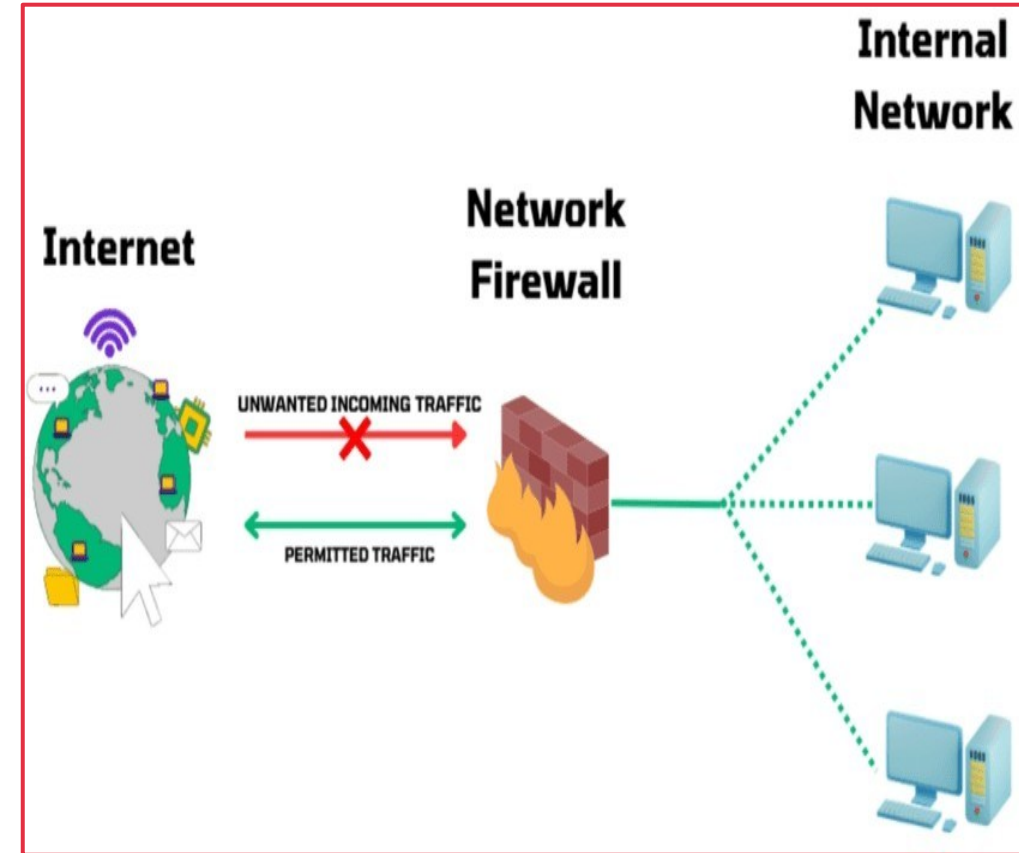 Internal
Network
Network
Firewall
Internet
UNWANTED INCOMING TRAFFIC
PERMITTED TRAFFIC